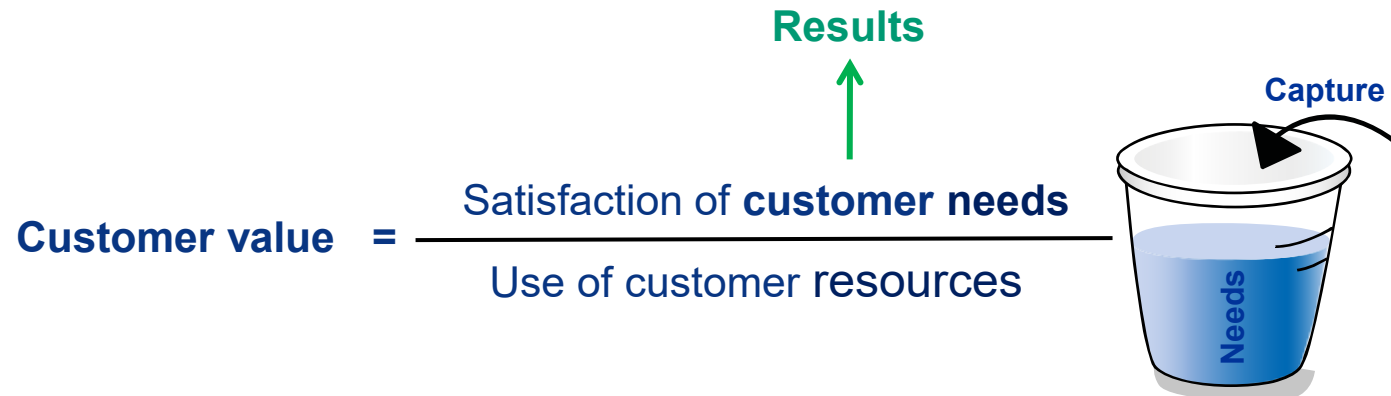 Results
Capture
Satisfaction of customer needs
Customer value =
Use of customer resources
Needs